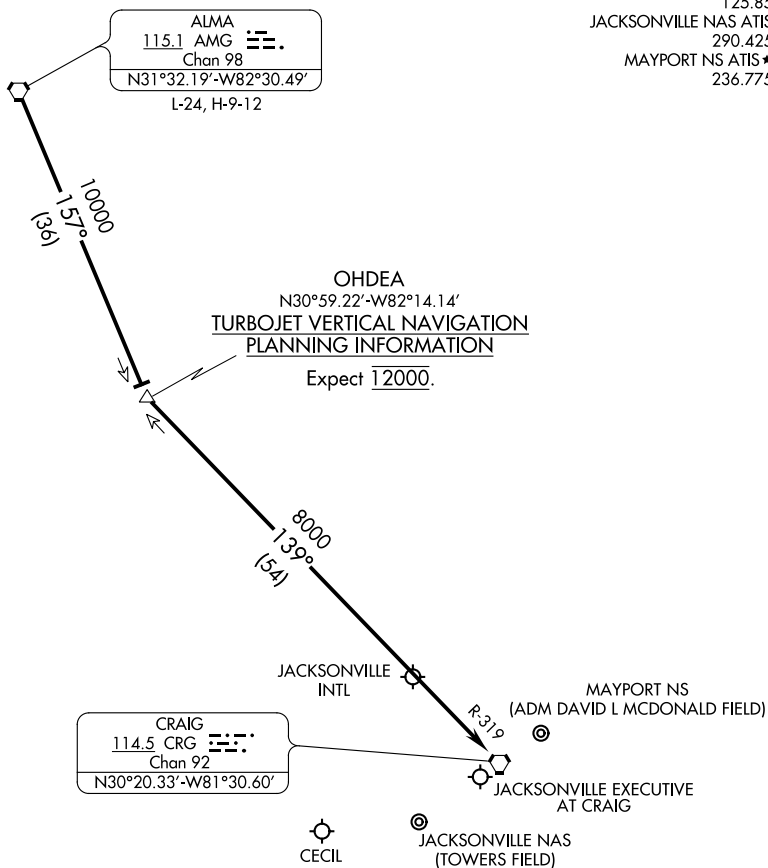 125.85
JACKSONVILLE NAS ATIS
290.425
MAYPORT NS ATIS★
236.775
ALMA
115.1 AMG
Chan 98
N31°32.19'-W82°30.49'
L-24, H-9-12
10000
157°
(36)
OHDEA
N30°59.22'-W82°14.14'
TURBOJET VERTICAL NAVIGATION
PLANNING INFORMATION
Expect 12000.
8000
139°
(54)
JACKSONVILLE
INTL
R-319
MAYPORT NS
(ADM DAVID L MCDONALD FIELD)
CRAIG
114.5 CRG
Chan 92
N30°20.33'-W81°30.60'
JACKSONVILLE EXECUTIVE
AT CRAIG
CECIL
JACKSONVILLE NAS
(TOWERS FIELD)